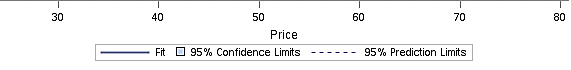 30 40 50 60 70 80
Price
Fit 95% Confidence Limits 95% Prediction Limits